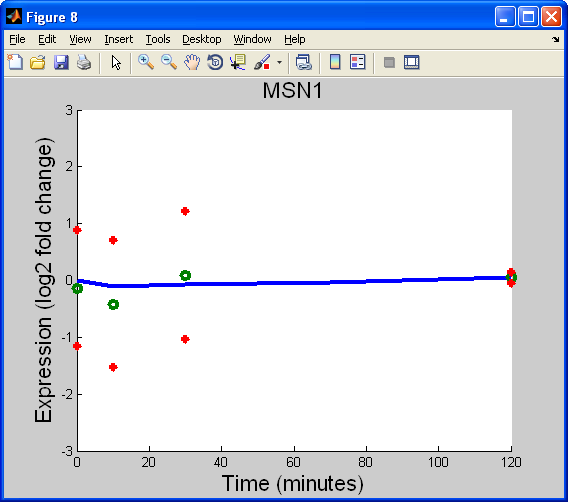 Figure 8
File Edit View Insert Tools Desktop Window Help
MSN1
Expression (log2 fold change)
3
2
1
0
-1
-2
-3
0 20 40 60 80 100 120
Time (minutes)